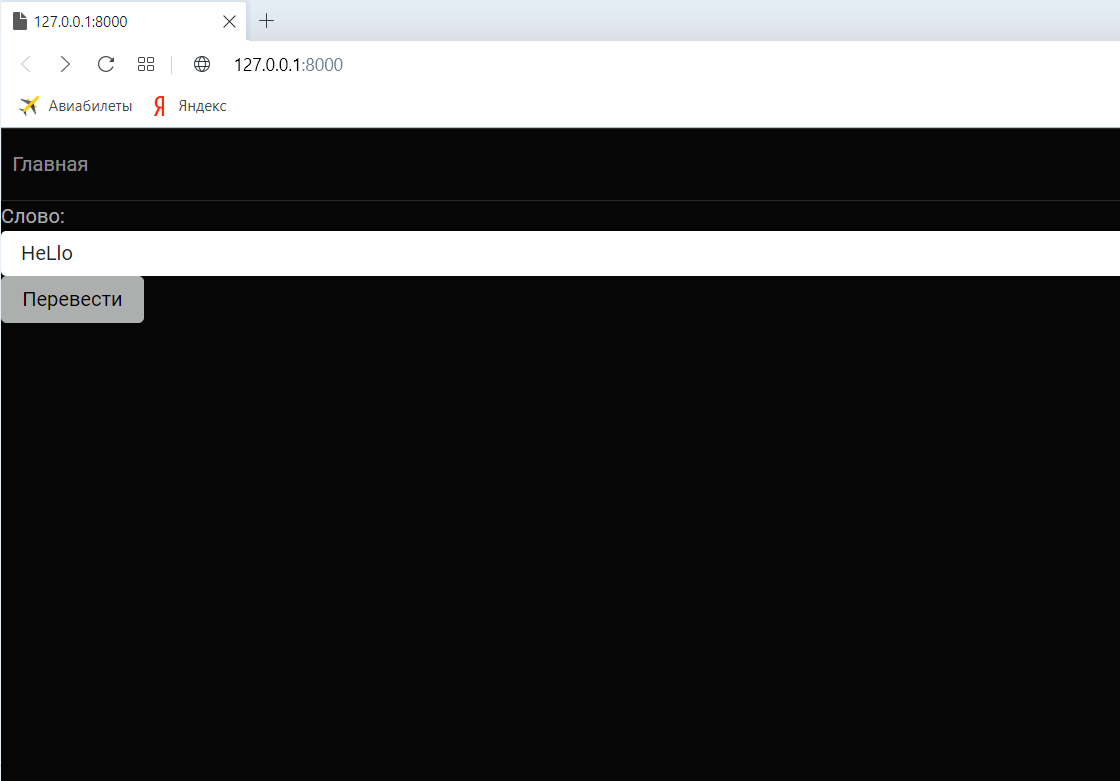 127.0.0.1:8000
127.0.0.1:8000
Авиабилеты Я Яндекс
Главная
Слово:
HeLlo
Перевести